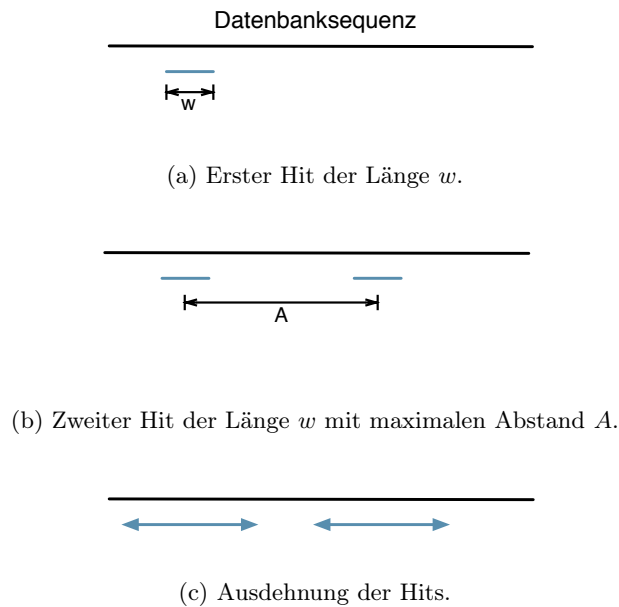 Datenbanksequenz
w
(a) Erster Hit der Länge w.
A
(b) Zweiter Hit der Länge w mit maximalen Abstand A.
(c) Ausdehnung der Hits.